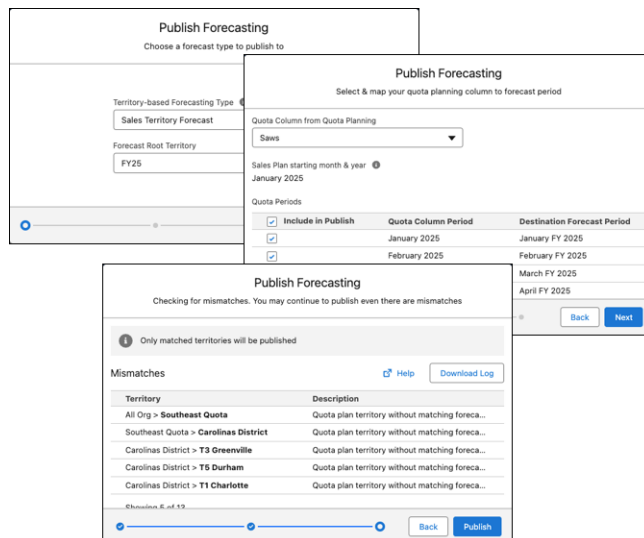 Publish Forecasting
Choose a forecast type to publish to
Territory-based Forecasting Type
Sales Territory Forecast
Forecast Root Territory
FY25
Publish Forecasting
Select & map your quota planning column to forecast period
Quota Column from Quota Planning
Saws
Sales Plan starting month & year
January 2025
Quota Periods
Include in Publish Quota Column Period Destination Forecast Period
January 2025 January FY 2025
February 2025 February FY 2025
March FY 2025
April FY 2025
Back Next
Publish Forecasting
Checking for mismatches. You may continue to publish even there are mismatches
Only matched territories will be published
Mismatches Help Download Log
Territory Description
All Org > Southeast Quota Quota plan territory without matching foreca...
Southeast Quota > Carolinas District Quota plan territory without matching foreca...
Carolinas District > T3 Greenville Quota plan territory without matching foreca...
Carolinas District > T5 Durham Quota plan territory without matching foreca...
Carolinas District > T1 Charlotte Quota plan territory without matching foreca...
Showing 5 of 12
Back Publish